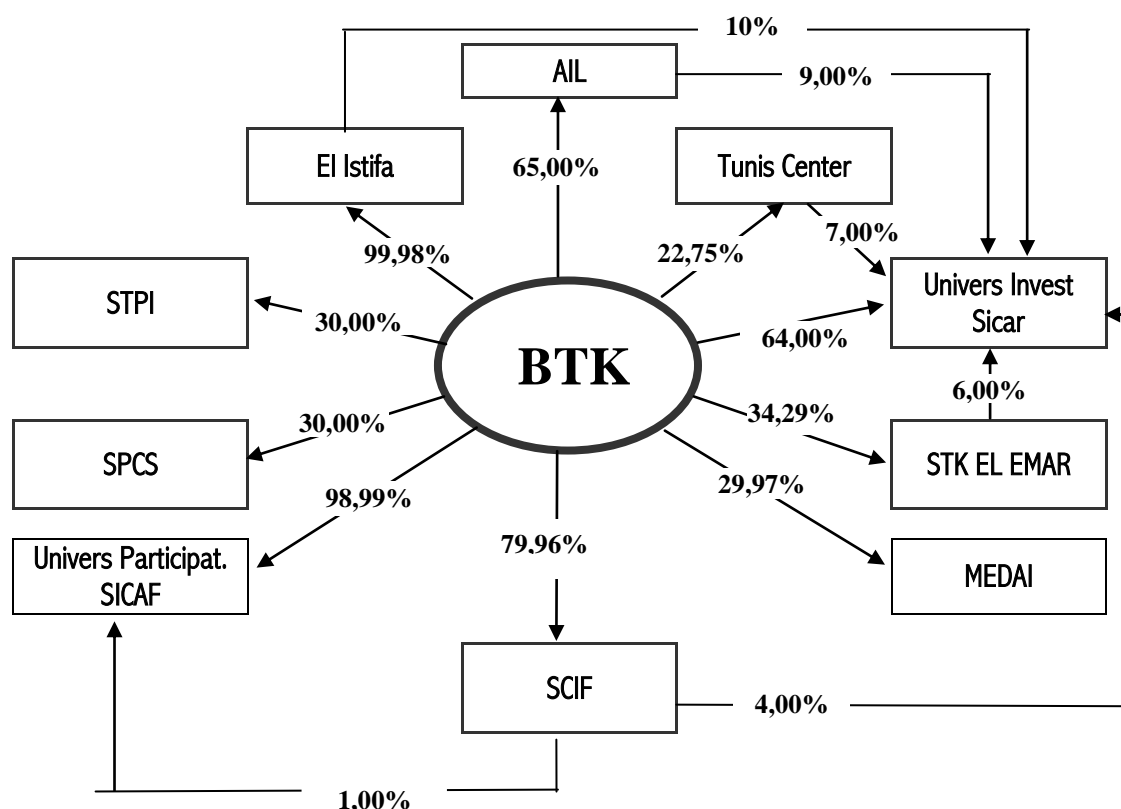 10%
AIL
9,00%
El Istifa
65,00%
Tunis Center
99,98%
22,75%
7,00%
STPI
30,00%
BTK
64,00%
Univers Invest
Sicar
6,00%
SPCS
30,00%
34,29%
STK EL EMAR
98,99%
29,97%
Univers Participat.
SICAF
79,96%
MEDAI
SCIF
4,00%
1,00%